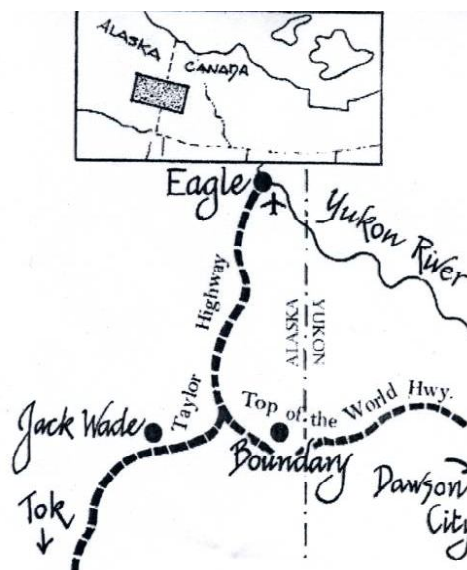 ALASKA
CANADA
Eagle
Yukon River
Highway
ALASKA
YUKON
Taylor
Top of the World Hwy.
Jack Wade
Boundary
Dawson
City
Tok